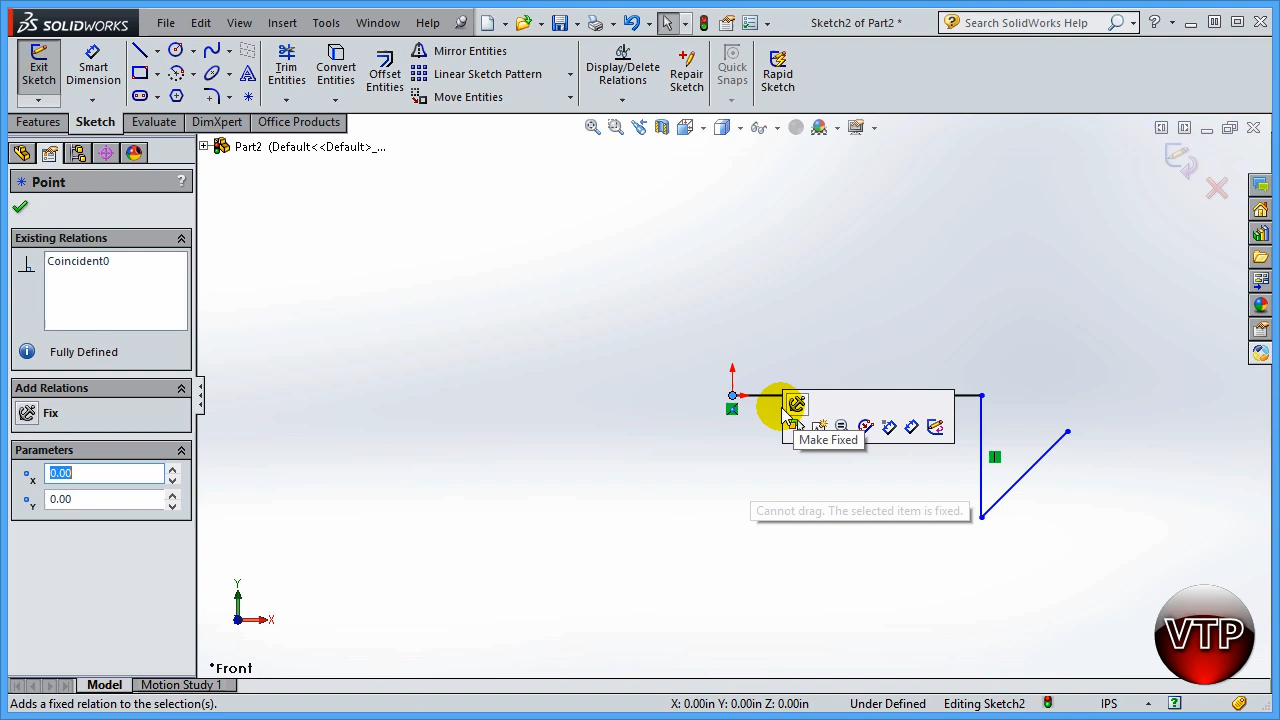 SOLIDWORKS File Edit View Insert Tools Window Help Sketch2 of Part2 * Search SolidWorks Help
Exit Sketch
Smart Dimension
Trim Entities
Convert Entities
Offset Entities
Mirror Entities
Linear Sketch Pattern
Move Entities
Display/Delete Relations
Repair Sketch
Quick Snaps
Rapid Sketch
Features Sketch Evaluate DimXpert Office Products
Part2 (Default<<Default>_...
Point ?
Existing Relations
Coincident0
Fully Defined
Add Relations
Fix
Parameters
X 0.00
Y 0.00
Make Fixed
Cannot drag. The selected item is fixed.
Y
X
*Front
VTP
Model Motion Study 1
Adds a fixed relation to the selection(s). X: 0.00in Y: 0.00in Z: 0.00in Under Defined Editing Sketch2 IPS ?